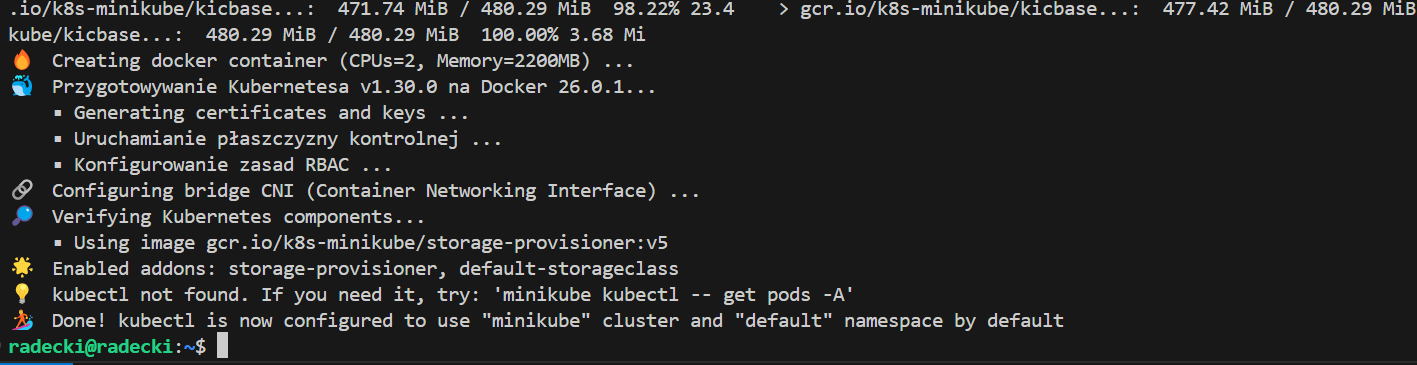 .io/k8s-minikube/kicbase...:  471.74 MiB / 480.29 MiB  98.22% 23.4    > gcr.io/k8s-minikube/kicbase...:  477.42 MiB / 480.29 MiB
kube/kicbase...:  480.29 MiB / 480.29 MiB  100.00% 3.68 Mi
🔥  Creating docker container (CPUs=2, Memory=2200MB) ...
🐳  Przygotowywanie Kubernetesa v1.30.0 na Docker 26.0.1...
    ▪ Generating certificates and keys ...
    ▪ Uruchamianie płaszczyzny kontrolnej ...
    ▪ Konfigurowanie zasad RBAC ...
🔗  Configuring bridge CNI (Container Networking Interface) ...
🔎  Verifying Kubernetes components...
    ▪ Using image gcr.io/k8s-minikube/storage-provisioner:v5
🌟  Enabled addons: storage-provisioner, default-storageclass
💡  kubectl not found. If you need it, try: 'minikube kubectl -- get pods -A'
🏄  Done! kubectl is now configured to use "minikube" cluster and "default" namespace by default
radecki@radecki:~$